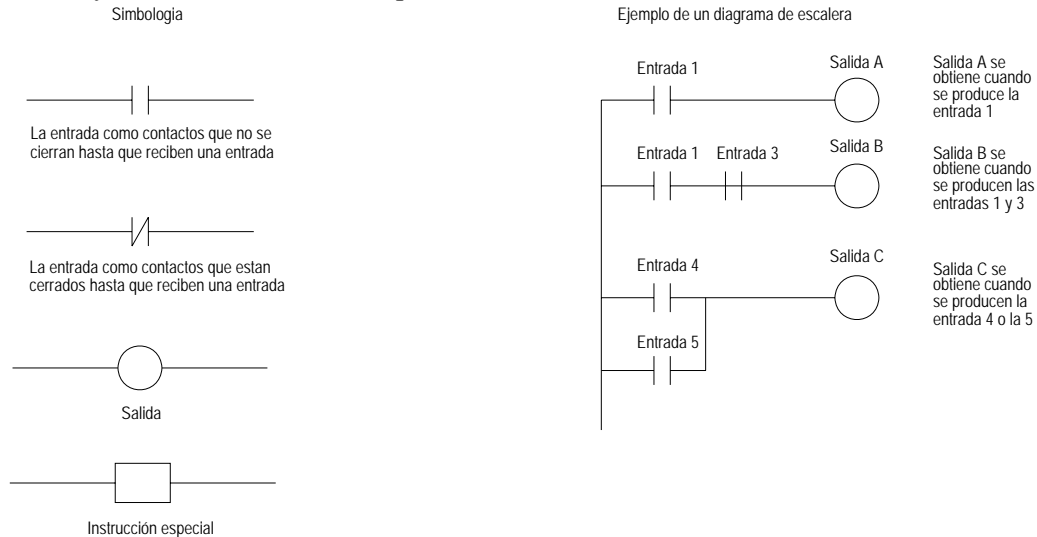 Simbologia
La entrada como contactos que no se
cierran hasta que reciben una entrada
La entrada como contactos que estan
cerrados hasta que reciben una entrada
Salida
Instrucción especial
Ejemplo de un diagrama de escalera
Entrada 1
Salida A
Salida A se
obtiene cuando
se produce la
entrada 1
Entrada 1
Entrada 3
Salida B
Salida B se
obtiene cuando
se producen las
entradas 1 y 3
Entrada 4
Salida C
Salida C se
obtiene cuando
se producen la
entrada 4 o la 5
Entrada 5